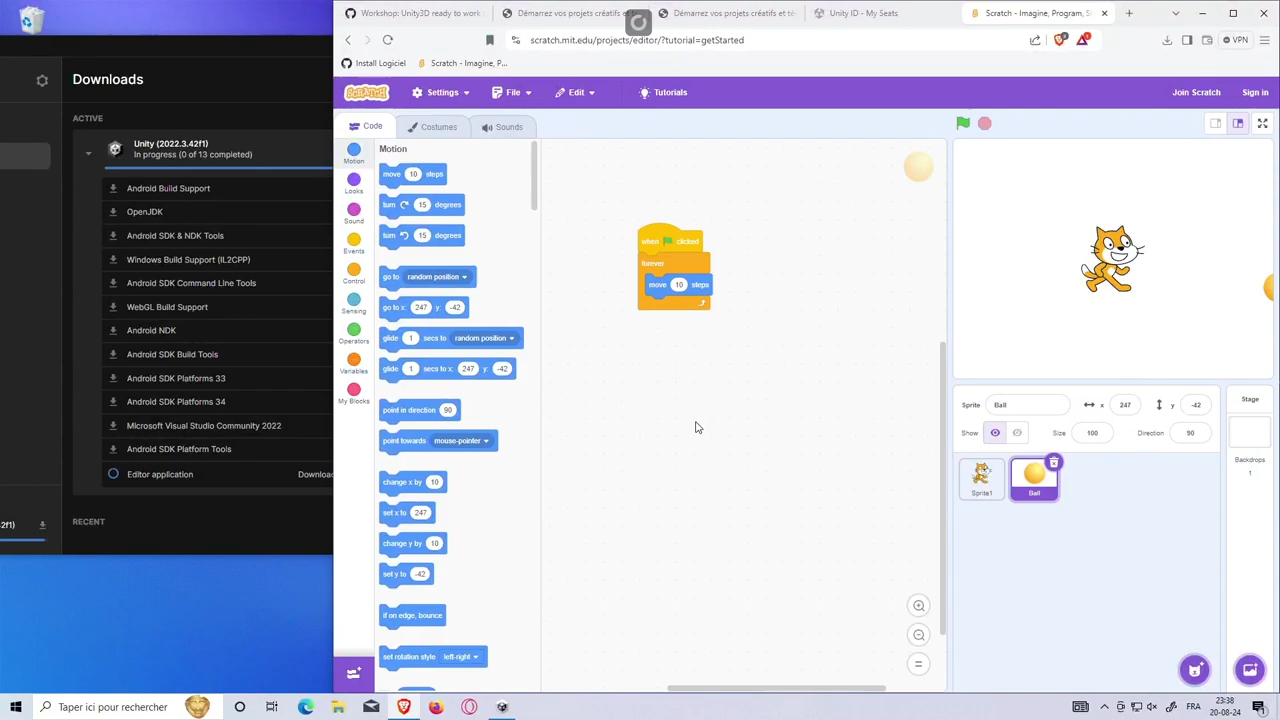 Workshop: Unity3D ready to work
Démarrez vos projets créatifs et
Démarrez vos projets créatifs et té
Unity ID - My Seats
Scratch - Imagine, Program, S
scratch.mit.edu/projects/editor/?tutorial=getStarted
VPN
Install Logiciel
Scratch - Imagine, P...
Downloads
ACTIVE
Unity (2022.3.42f1)
In progress (0 of 13 completed)
Android Build Support
OpenJDK
Android SDK & NDK Tools
Windows Build Support (IL2CPP)
Android SDK Command Line Tools
WebGL Build Support
Android NDK
Android SDK Build Tools
Android SDK Platforms 33
Android SDK Platforms 34
Microsoft Visual Studio Community 2022
Android SDK Platform Tools
Editor application
Downloa
RECENT
42f1)
SCRATCH
Settings
File
Edit
Tutorials
Join Scratch
Sign in
Code
Costumes
Sounds
Motion
Looks
Sound
Events
Control
Sensing
Operators
Variables
My Blocks
Motion
move 10 steps
turn 15 degrees
turn 15 degrees
go to random position
go to x: 247 y: -42
glide 1 secs to random position
glide 1 secs to x: 247 y: -42
point in direction 90
point towards mouse-pointer
change x by 10
set x to 247
change y by 10
set y to -42
if on edge, bounce
set rotation style left-right
when clicked
forever
move 10 steps
Sprite Ball x 247 y -42
Show Size 100 Direction 90
Sprite1
Ball
Stage
Backdrops
1
Taper ici pour rechercher
FRA
23:38
20-08-24